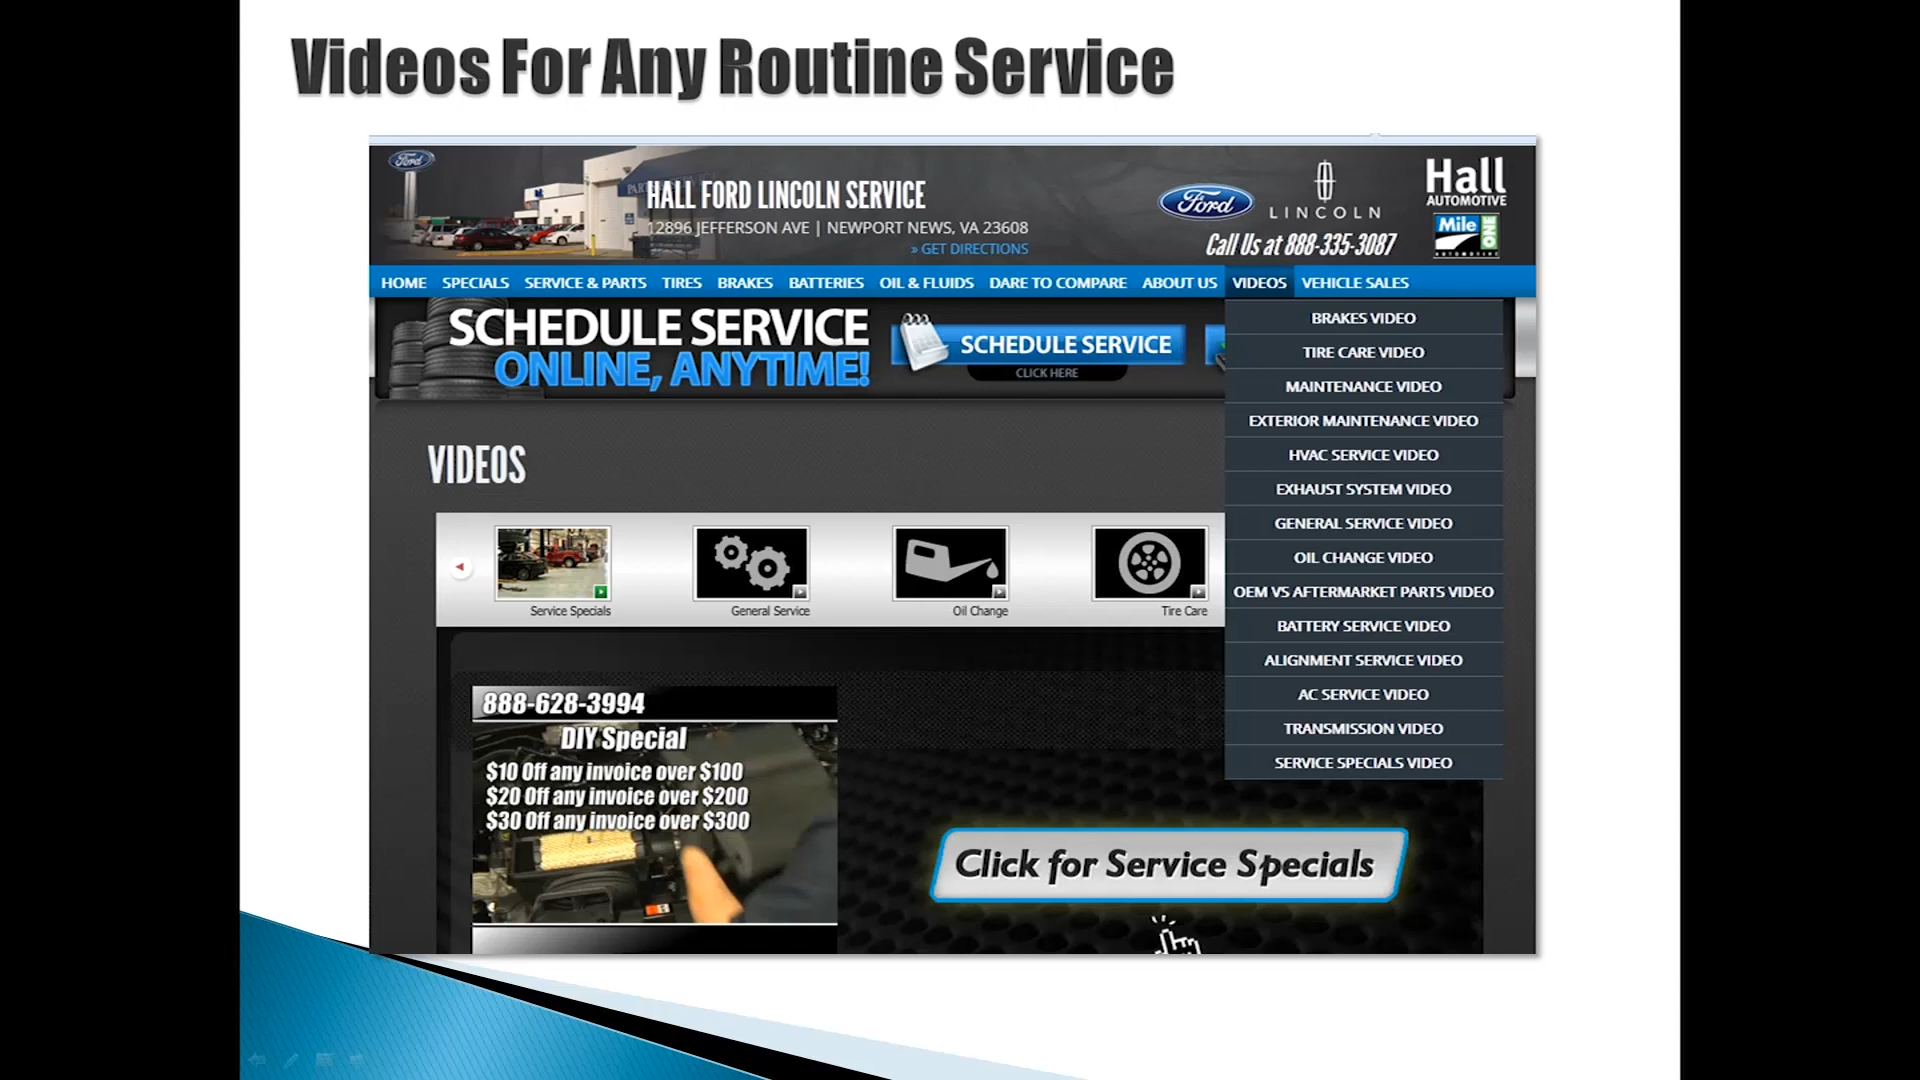 Videos For Any Routine Service
Ford
HALL FORD LINCOLN SERVICE
12896 JEFFERSON AVE | NEWPORT NEWS, VA 23608
» GET DIRECTIONS
Ford
LINCOLN
Call Us at 888-335-3087
Hall
AUTOMOTIVE
Mile ONE
AUTOMOTIVE
HOME SPECIALS SERVICE & PARTS TIRES BRAKES BATTERIES OIL & FLUIDS DARE TO COMPARE ABOUT US VIDEOS VEHICLE SALES
SCHEDULE SERVICE
ONLINE, ANYTIME!
SCHEDULE SERVICE
CLICK HERE
BRAKES VIDEO
TIRE CARE VIDEO
MAINTENANCE VIDEO
EXTERIOR MAINTENANCE VIDEO
HVAC SERVICE VIDEO
EXHAUST SYSTEM VIDEO
GENERAL SERVICE VIDEO
OIL CHANGE VIDEO
OEM VS AFTERMARKET PARTS VIDEO
BATTERY SERVICE VIDEO
ALIGNMENT SERVICE VIDEO
AC SERVICE VIDEO
TRANSMISSION VIDEO
SERVICE SPECIALS VIDEO
VIDEOS
Service Specials
General Service
Oil Change
Tire Care
888-628-3994
DIY Special
$10 Off any invoice over $100
$20 Off any invoice over $200
$30 Off any invoice over $300
Click for Service Specials